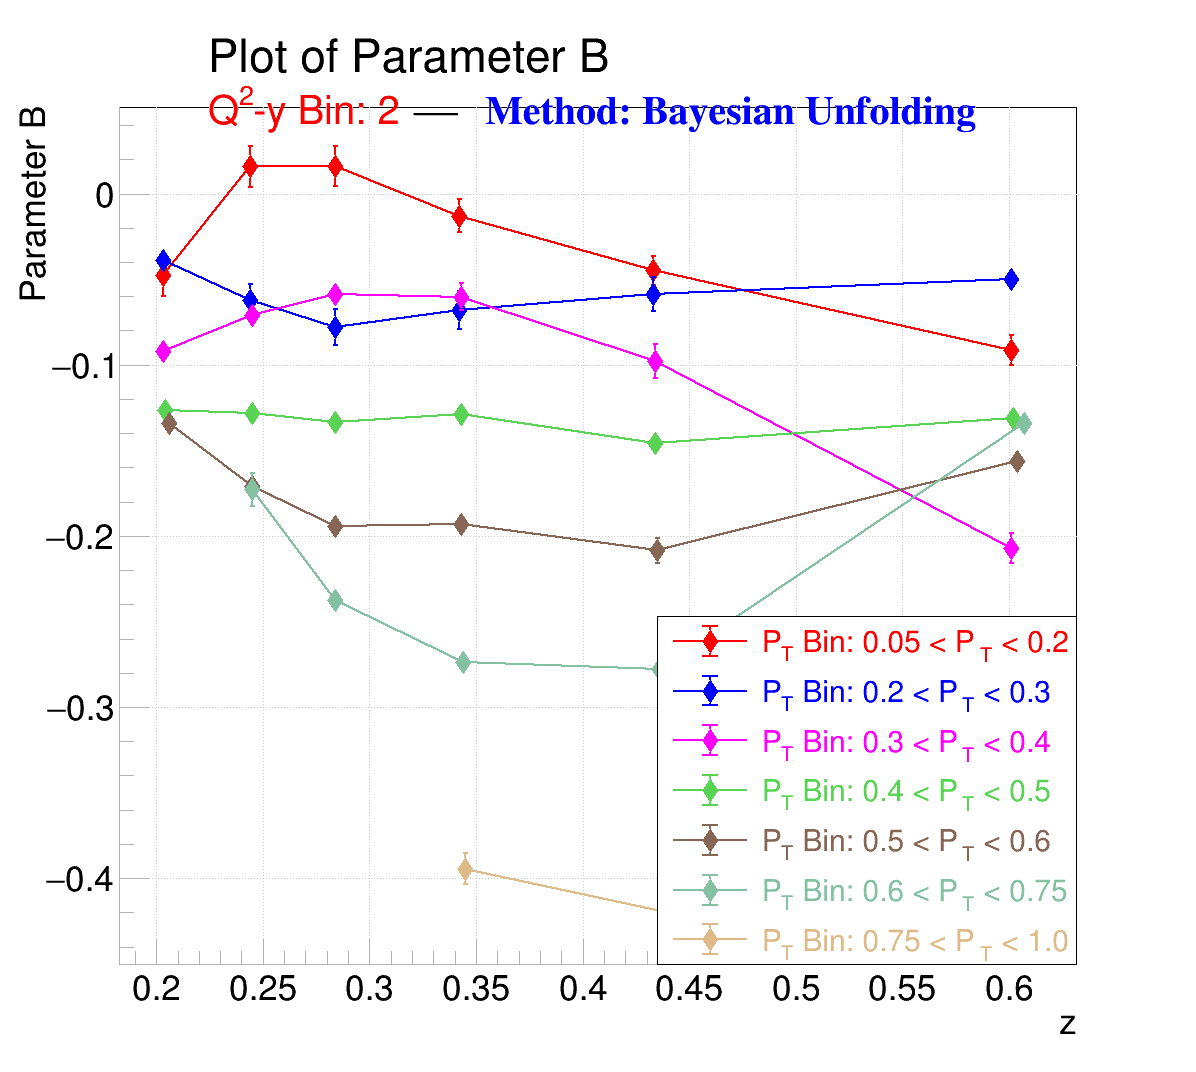 Plot of Parameter B
Q2-y Bin: 2 — Method: Bayesian Unfolding
Parameter B
0
−0.1
−0.2
−0.3
−0.4
PT Bin: 0.05 < PT < 0.2
PT Bin: 0.2 < PT < 0.3
PT Bin: 0.3 < PT < 0.4
PT Bin: 0.4 < PT < 0.5
PT Bin: 0.5 < PT < 0.6
PT Bin: 0.6 < PT < 0.75
PT Bin: 0.75 < PT < 1.0
0.2 0.25 0.3 0.35 0.4 0.45 0.5 0.55 0.6
z